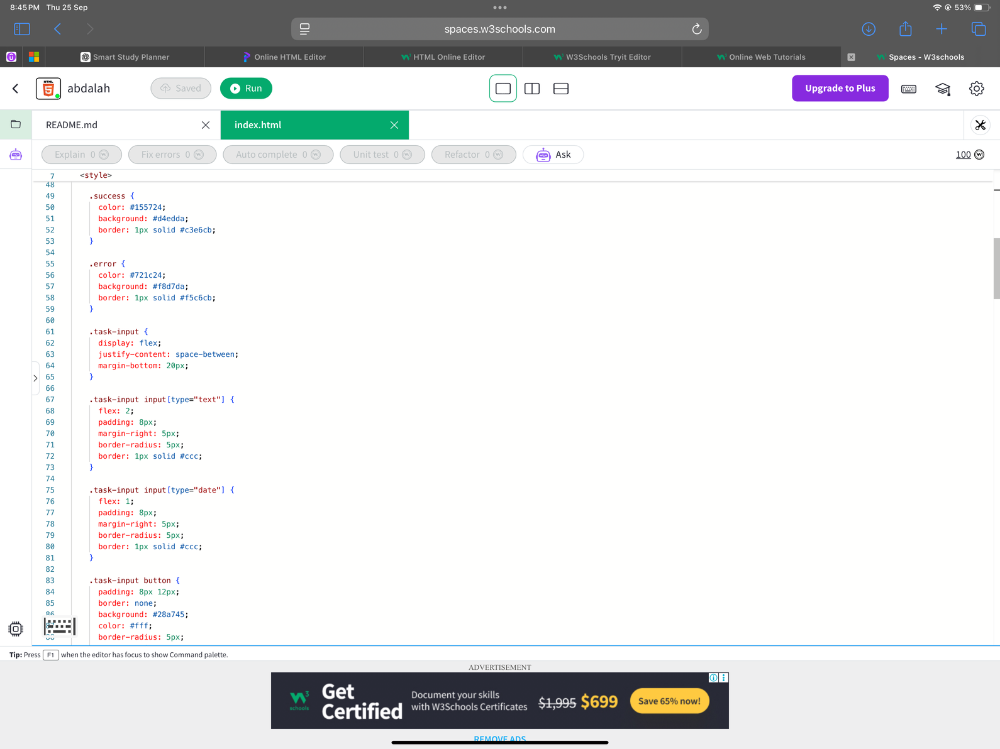 8:45 PM Thu 25 Sep
53%
spaces.w3schools.com
Smart Study Planner
Online HTML Editor
HTML Online Editor
W3Schools Tryit Editor
Online Web Tutorials
Spaces - W3schools
HTML
abdalah
Saved
Run
Upgrade to Plus
README.md
index.html
Explain 0
Fix errors 0
Auto complete 0
Unit test 0
Refactor 0
Ask
100
7 <style>
48
49 .success {
50 color: #155724;
51 background: #d4edda;
52 border: 1px solid #c3e6cb;
53 }
54
55 .error {
56 color: #721c24;
57 background: #f8d7da;
58 border: 1px solid #f5c6cb;
59 }
60
61 .task-input {
62 display: flex;
63 justify-content: space-between;
64 margin-bottom: 20px;
65 }
66
67 .task-input input[type="text"] {
68 flex: 2;
69 padding: 8px;
70 margin-right: 5px;
71 border-radius: 5px;
72 border: 1px solid #ccc;
73 }
74
75 .task-input input[type="date"] {
76 flex: 1;
77 padding: 8px;
78 margin-right: 5px;
79 border-radius: 5px;
80 border: 1px solid #ccc;
81 }
82
83 .task-input button {
84 padding: 8px 12px;
85 border: none;
86 background: #28a745;
color: #fff;
border-radius: 5px;
Tip: Press F1 when the editor has focus to show Command palette.
ADVERTISEMENT
W3 schools
Get Certified
Document your skills
with W3Schools Certificates
$1,995 $699
Save 65% now!
REMOVE ADS